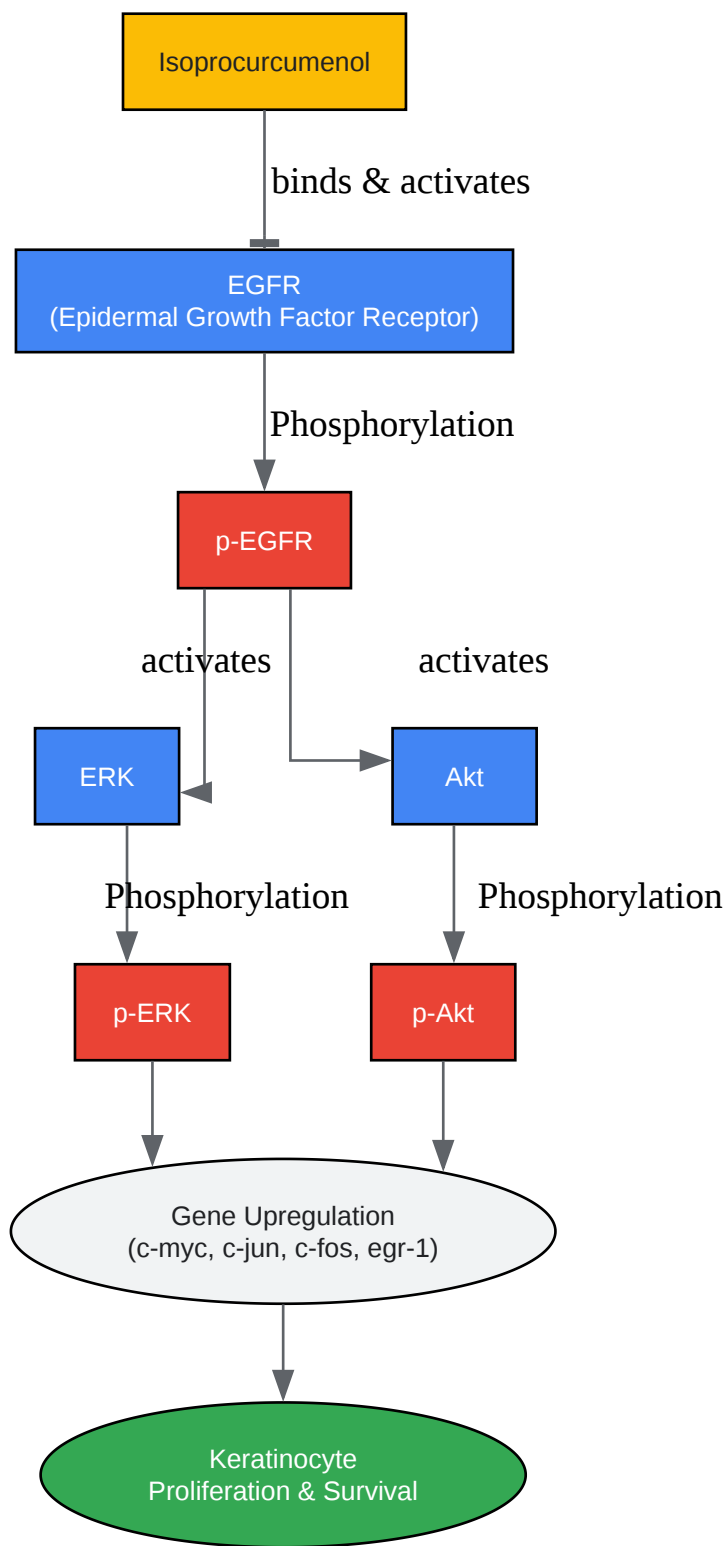 Isoprocurcumenol
binds & activates
EGFR
(Epidermal Growth Factor Receptor)
Phosphorylation
p-EGFR
activates
activates
ERK
Akt
Phosphorylation
Phosphorylation
p-ERK
p-Akt
Gene Upregulation
(c-myc, c-jun, c-fos, egr-1)
Keratinocyte
Proliferation & Survival